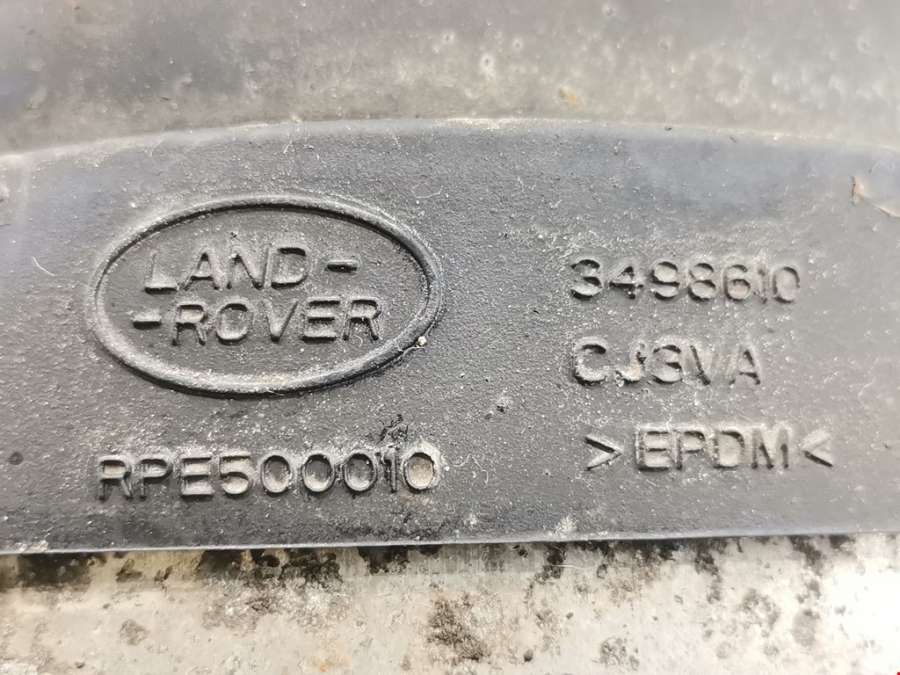 LAND-
-ROVER
RPE500010
3498610
CJ3VA
>EPDM<